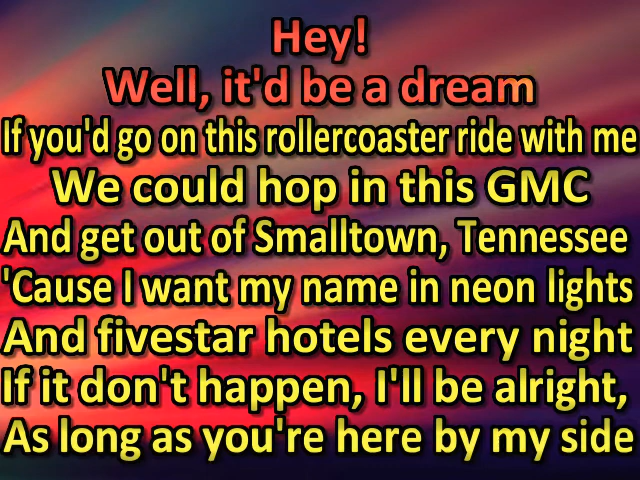 Hey!
Well, it'd be a dream
If you'd go on this rollercoaster ride with me
We could hop in this GMC
And get out of Smalltown, Tennessee
'Cause I want my name in neon lights
And fivestar hotels every night
If it don't happen, I'll be alright,
As long as you're here by my side